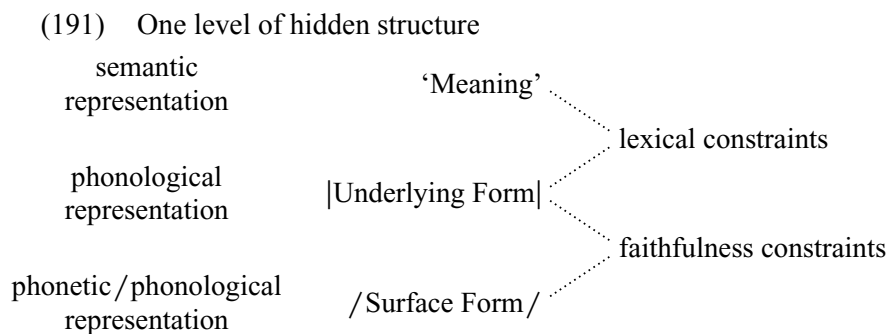 (191) One level of hidden structure
semantic
representation
‘Meaning’
lexical constraints
phonological
representation
|Underlying Form|
faithfulness constraints
phonetic/phonological
representation
/Surface Form/